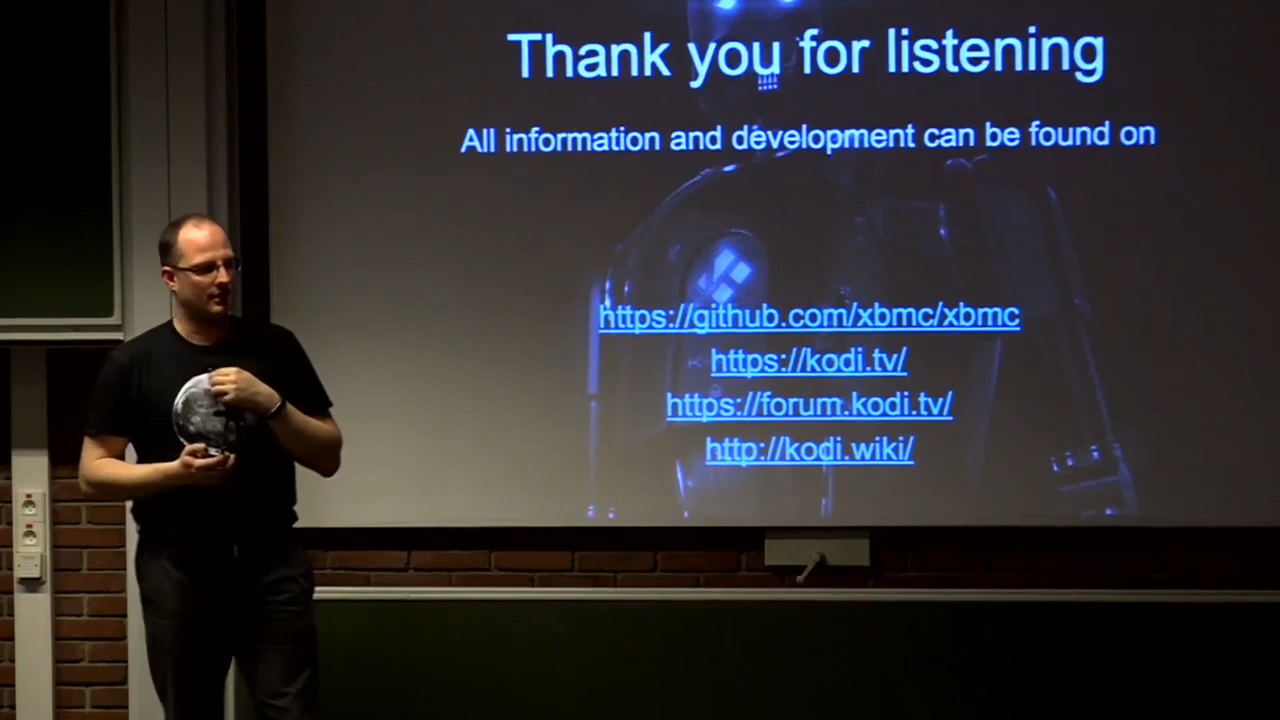 Thank you for listening
All information and development can be found on
https://github.com/xbmc/xbmc
https://kodi.tv/
https://forum.kodi.tv/
http://kodi.wiki/